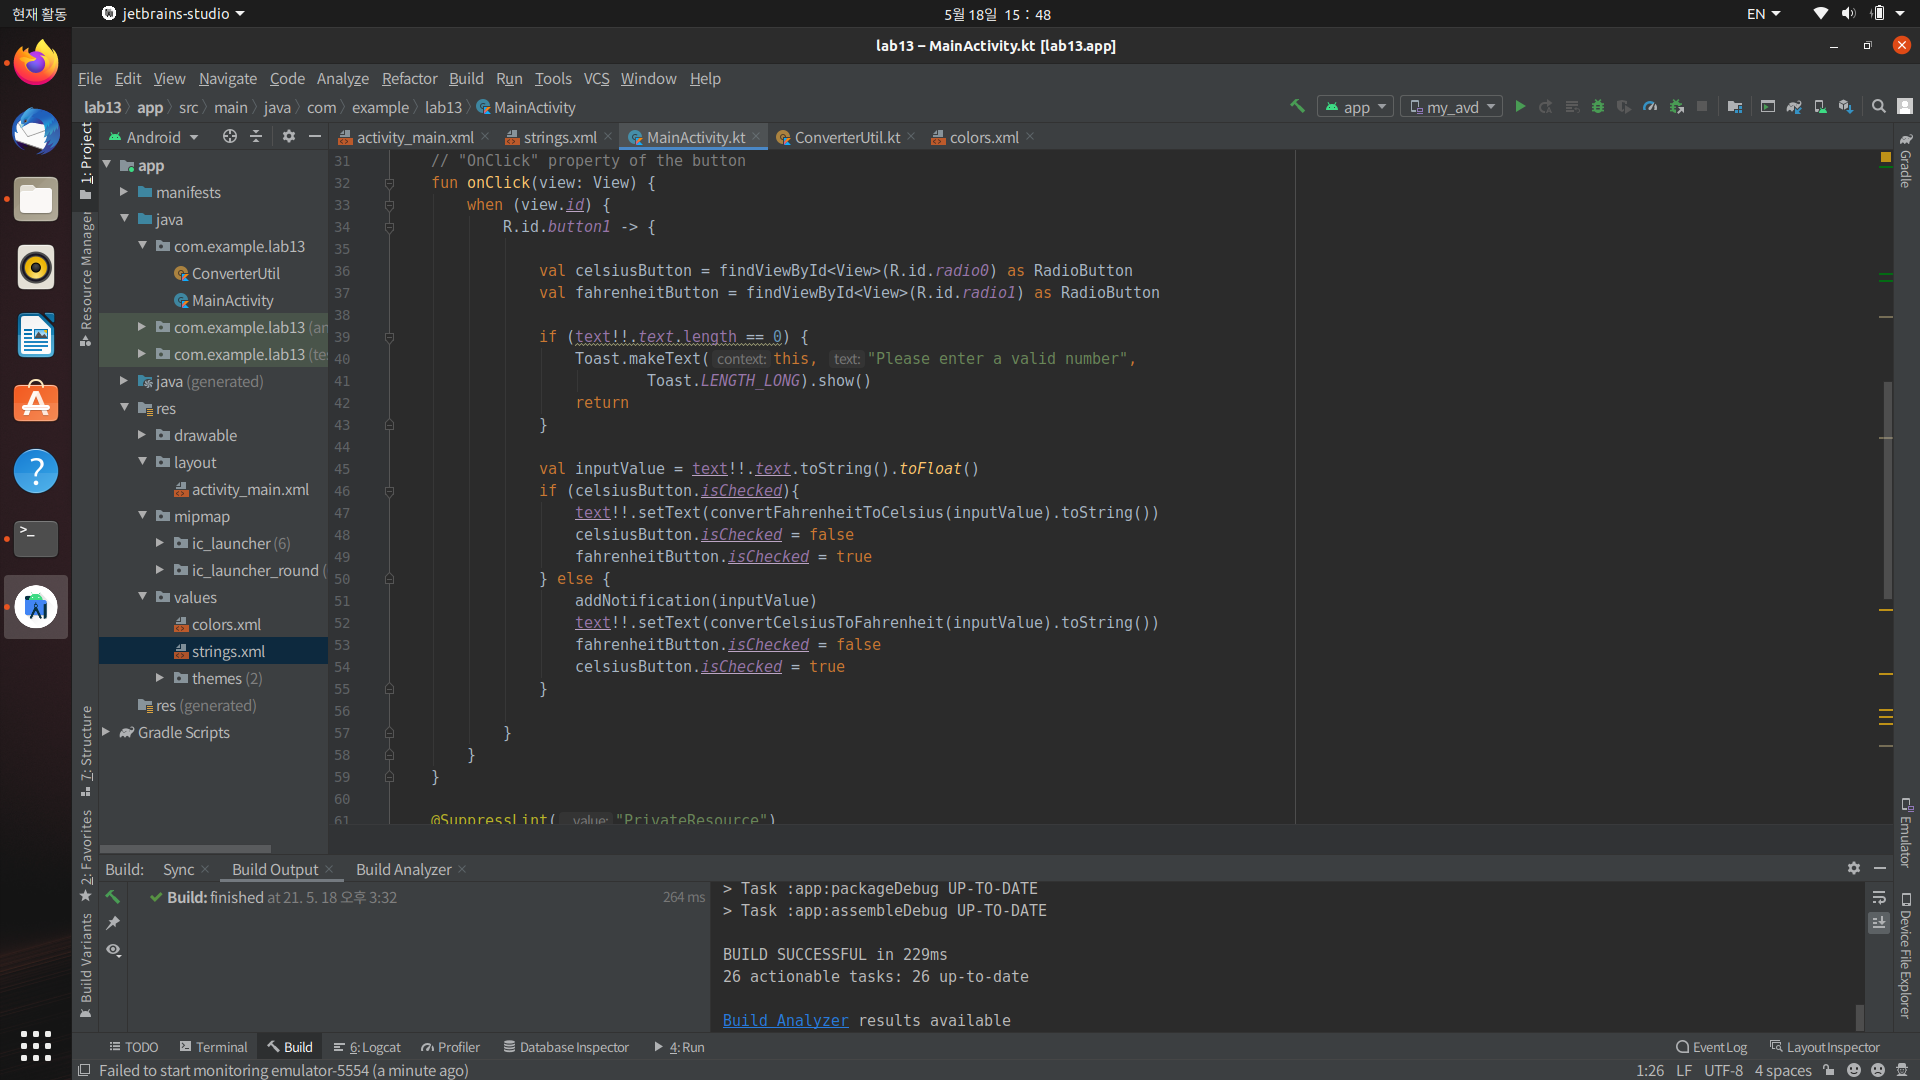 현재 활동
jetbrains-studio
5월 18일 15 : 48
EN
lab13 – MainActivity.kt [lab13.app]
File Edit View Navigate Code Analyze Refactor Build Run Tools VCS Window Help
lab13 app src main java com example lab13 MainActivity
app
my_avd
1: Project
Resource Manager
7: Structure
2: Favorites
Build Variants
Android
activity_main.xml
strings.xml
MainActivity.kt
ConverterUtil.kt
colors.xml
app
manifests
java
com.example.lab13
ConverterUtil
MainActivity
com.example.lab13 (an
com.example.lab13 (te
java (generated)
res
drawable
layout
activity_main.xml
mipmap
ic_launcher (6)
ic_launcher_round (
values
colors.xml
strings.xml
themes (2)
res (generated)
Gradle Scripts
31 // "OnClick" property of the button
32 fun onClick(view: View) {
33 when (view.id) {
34 R.id.button1 -> {
35
36 val celsiusButton = findViewById<View>(R.id.radio0) as RadioButton
37 val fahrenheitButton = findViewById<View>(R.id.radio1) as RadioButton
38
39 if (text!!.text.length == 0) {
40 Toast.makeText( context: this, text: "Please enter a valid number",
41 Toast.LENGTH_LONG).show()
42 return
43 }
44
45 val inputValue = text!!.text.toString().toFloat()
46 if (celsiusButton.isChecked){
47 text!!.setText(convertFahrenheitToCelsius(inputValue).toString())
48 celsiusButton.isChecked = false
49 fahrenheitButton.isChecked = true
50 } else {
51 addNotification(inputValue)
52 text!!.setText(convertCelsiusToFahrenheit(inputValue).toString())
53 fahrenheitButton.isChecked = false
54 celsiusButton.isChecked = true
55 }
56
57 }
58 }
59 }
60
61 @SuppressLint( value: "PrivateResource")
Gradle
Emulator
Device File Explorer
Build: Sync Build Output Build Analyzer
Build: finished at 21. 5. 18 오후 3:32 264 ms
> Task :app:packageDebug UP-TO-DATE
> Task :app:assembleDebug UP-TO-DATE
BUILD SUCCESSFUL in 229ms
26 actionable tasks: 26 up-to-date
Build Analyzer results available
TODO Terminal Build 6: Logcat Profiler Database Inspector 4: Run Event Log Layout Inspector
Failed to start monitoring emulator-5554 (a minute ago) 1:26 LF UTF-8 4 spaces